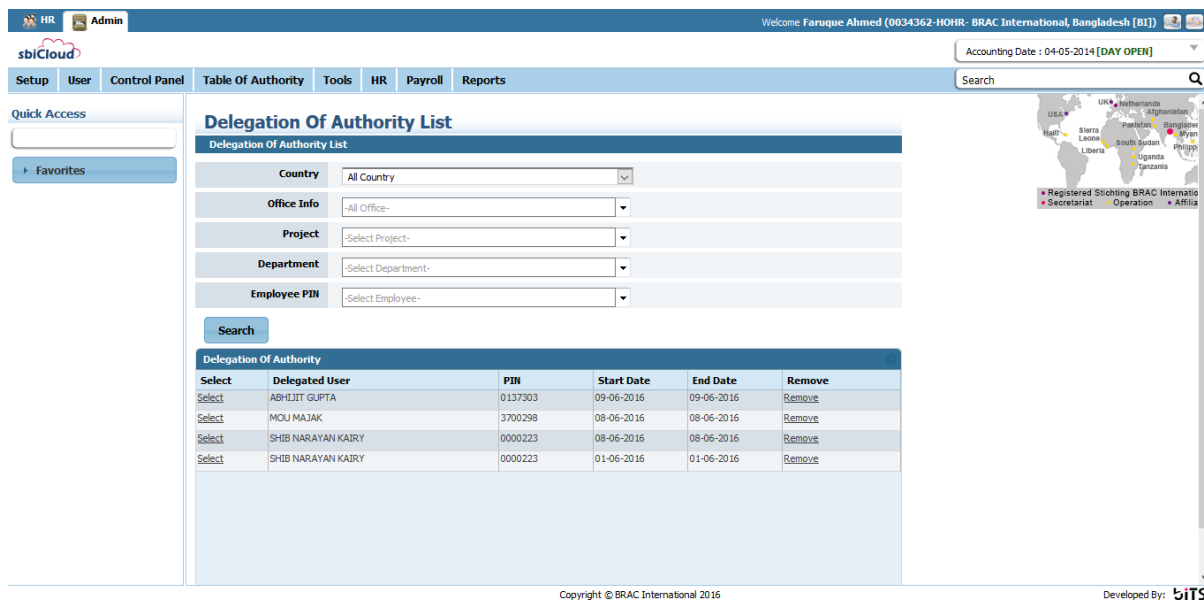 HR Admin Welcome Faruque Ahmed (0034362-HOHR- BRAC International, Bangladesh [BI])
sbiCloud Accounting Date : 04-05-2014 [DAY OPEN]
Setup User Control Panel Table Of Authority Tools HR Payroll Reports Search
Quick Access
Favorites
Delegation Of Authority List
Delegation Of Authority List
Country All Country
Office Info -All Office-
Project -Select Project-
Department -Select Department-
Employee PIN -Select Employee-
Search
Delegation Of Authority
Select Delegated User PIN Start Date End Date Remove
Select ABHIJIT GUPTA 0137303 09-06-2016 09-06-2016 Remove
Select MOU MAJAK 3700298 08-06-2016 08-06-2016 Remove
Select SHIB NARAYAN KAIRY 0000223 08-06-2016 08-06-2016 Remove
Select SHIB NARAYAN KAIRY 0000223 01-06-2016 01-06-2016 Remove
UK Netherlands
USA Afghanistan
Pakistan Banglades
Haiti Sierra Leone Myan
South Sudan Philipp
Liberia Uganda
Tanzania
Registered Stichting BRAC Internatio
Secretariat Operation Affilia
Copyright © BRAC International 2016 Developed By: biTS